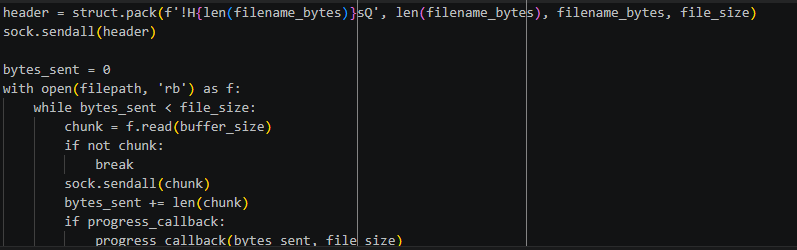 header = struct.pack(f'!H{len(filename_bytes)}sQ', len(filename_bytes), filename_bytes, file_size)
sock.sendall(header)
bytes_sent = 0
with open(filepath, 'rb') as f:
while bytes_sent < file_size:
chunk = f.read(buffer_size)
if not chunk:
break
sock.sendall(chunk)
bytes_sent += len(chunk)
if progress_callback:
progress_callback(bytes_sent, file_size)